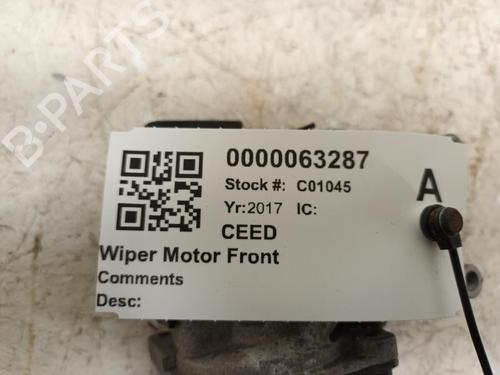 B-PARTS
0000063287
Stock #: C01045
A
Yr:2017 IC:
CEED
Wiper Motor Front
Comments
Desc: